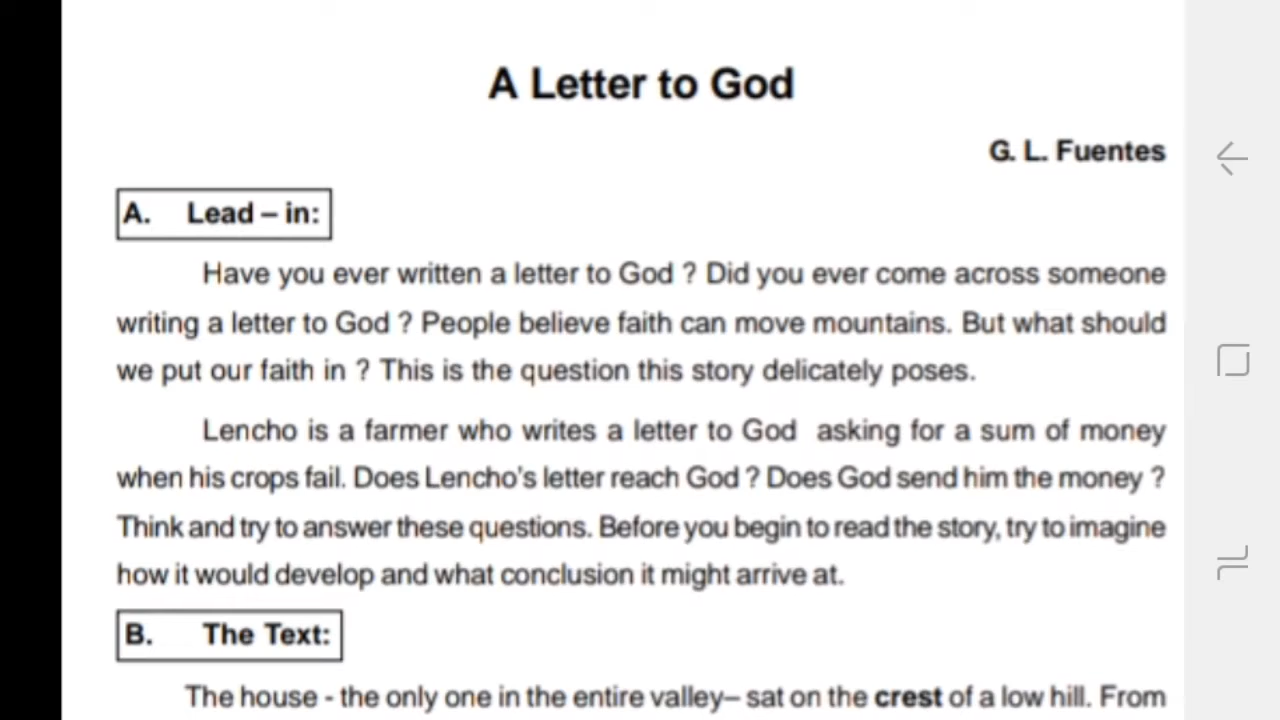 A Letter to God
G. L. Fuentes
A. Lead – in:
Have you ever written a letter to God ? Did you ever come across someone
writing a letter to God ? People believe faith can move mountains. But what should
we put our faith in ? This is the question this story delicately poses.
Lencho is a farmer who writes a letter to God asking for a sum of money
when his crops fail. Does Lencho's letter reach God ? Does God send him the money ?
Think and try to answer these questions. Before you begin to read the story, try to imagine
how it would develop and what conclusion it might arrive at.
B. The Text:
The house - the only one in the entire valley– sat on the crest of a low hill. From